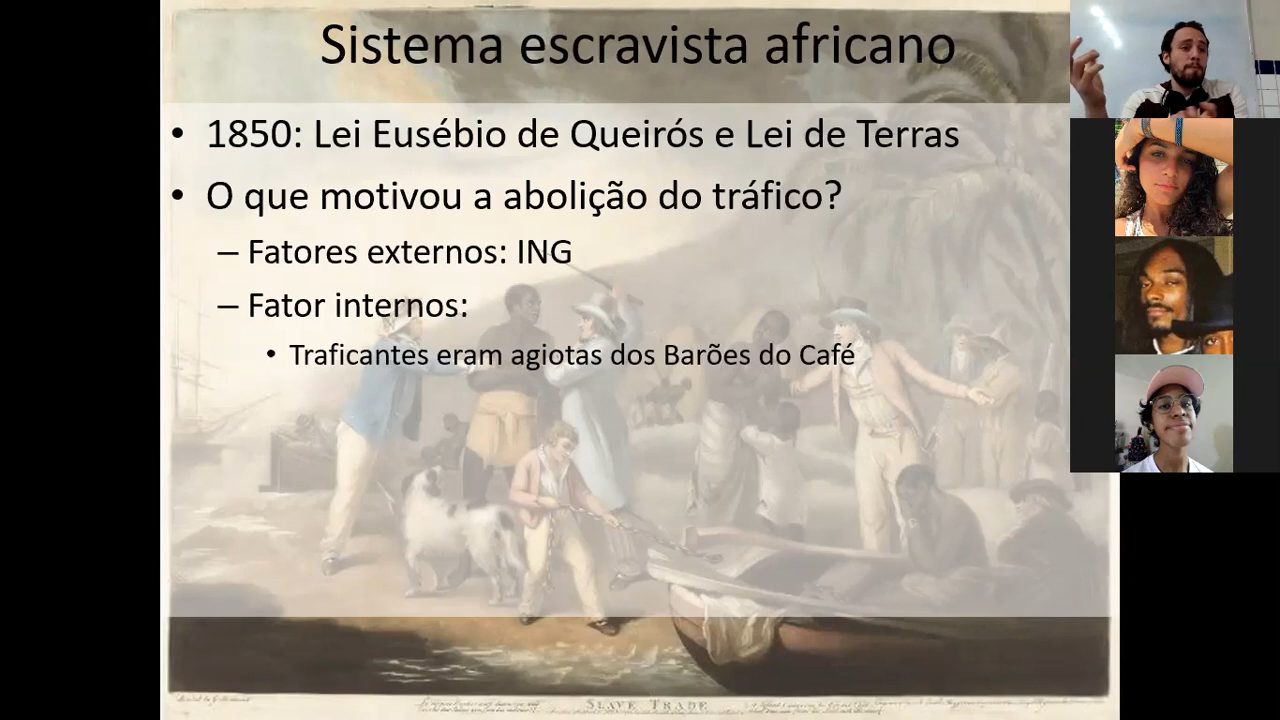 Sistema escravista africano
• 1850: Lei Eusébio de Queirós e Lei de Terras
• O que motivou a abolição do tráfico?
– Fatores externos: ING
– Fator internos:
• Traficantes eram agiotas dos Barões do Café
SLAVE TRADE